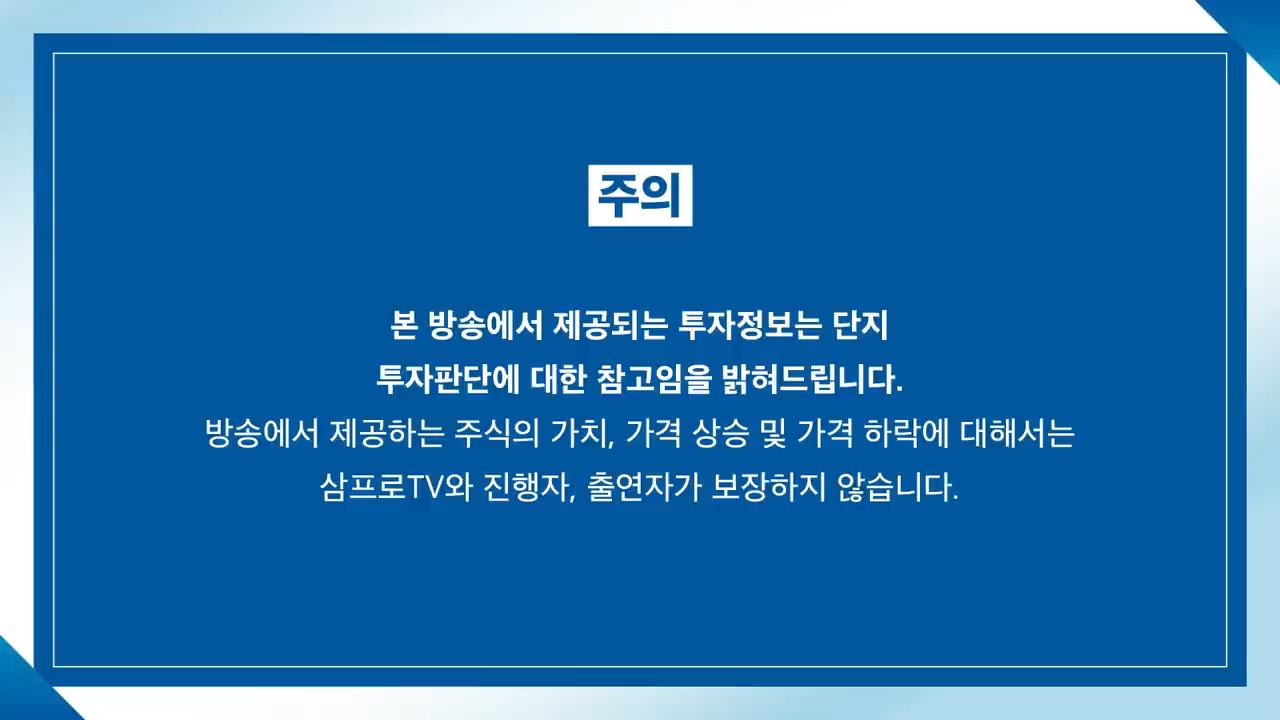 주의
본 방송에서 제공되는 투자정보는 단지
투자판단에 대한 참고임을 밝혀드립니다.
방송에서 제공하는 주식의 가치, 가격 상승 및 가격 하락에 대해서는
삼프로TV와 진행자, 출연자가 보장하지 않습니다.